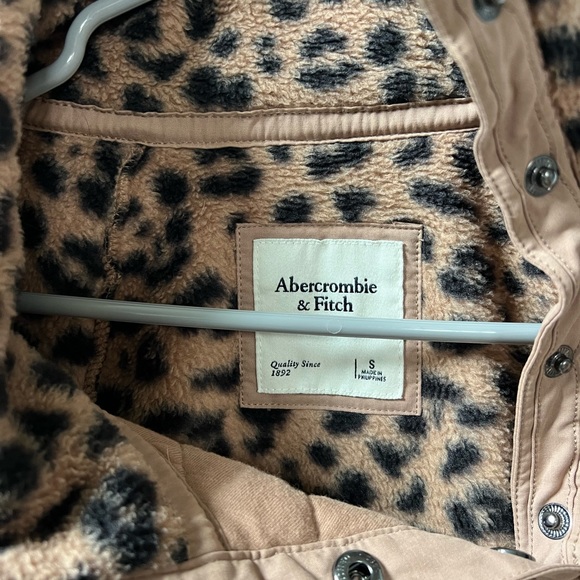 Abercrombie
& Fitch
Quality Since
1892
S
MADE IN
PHILIPPINES